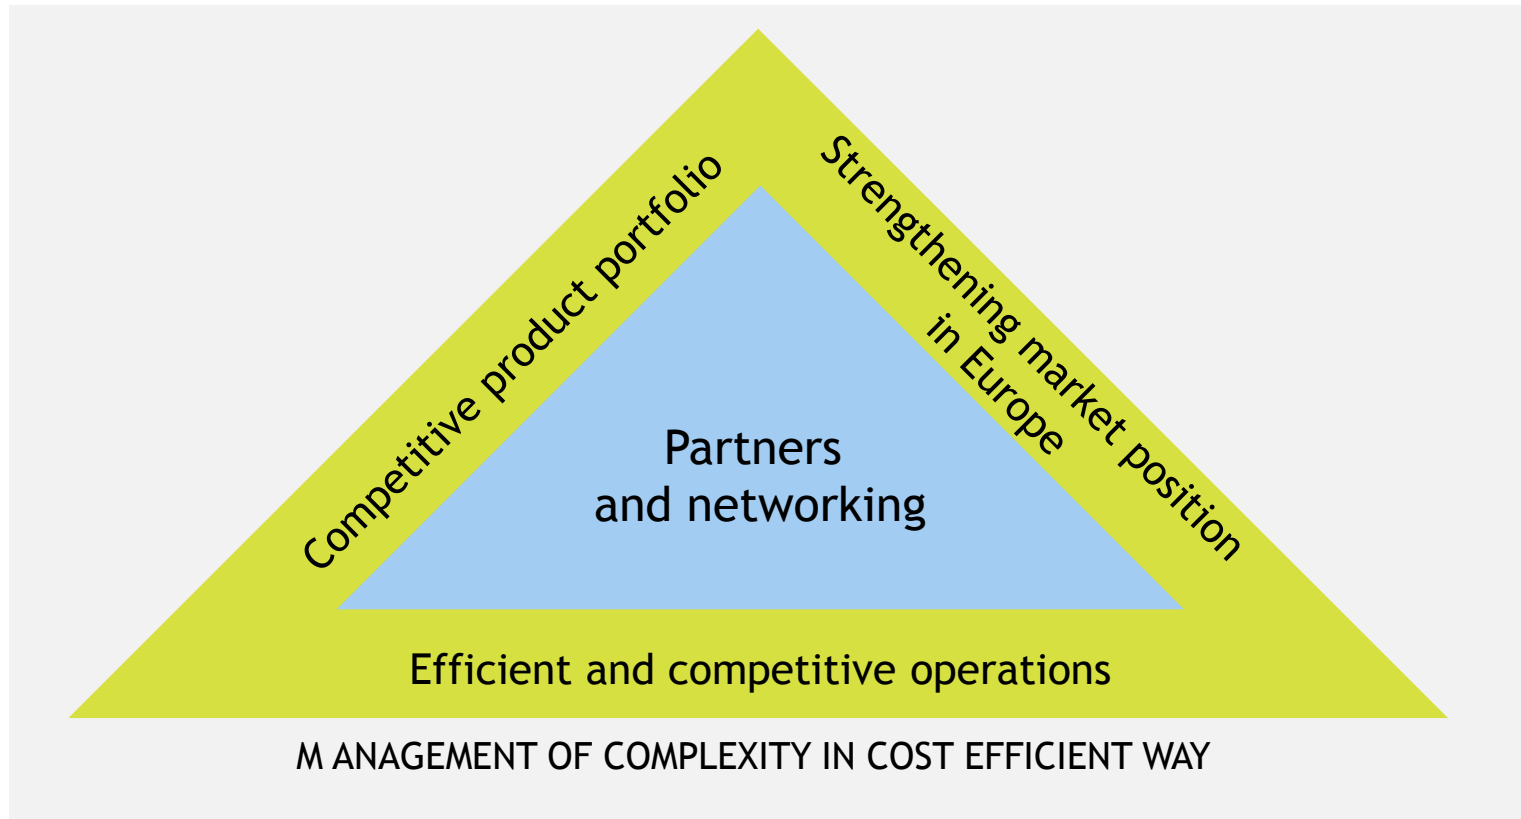 Competitive product portfolio
Strengthening market position
in Europe
Partners
and networking
Efficient and competitive operations
M ANAGEMENT OF COMPLEXITY IN COST EFFICIENT WAY